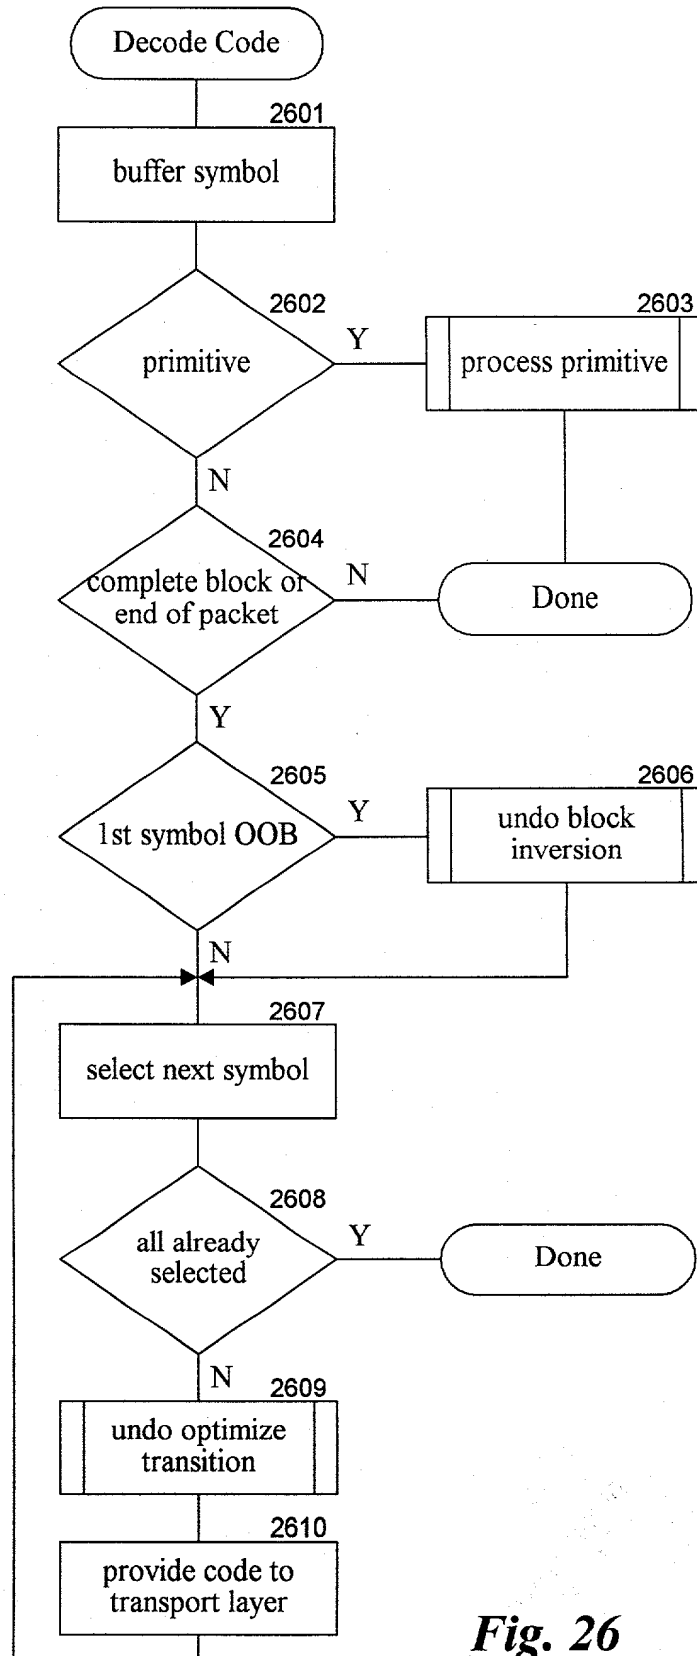 Decode Code
2601
buffer symbol
2602
primitive
Y
2603
process primitive
N
2604
complete block or
end of packet
N
Done
Y
2605
1st symbol OOB
Y
2606
undo block
inversion
N
2607
select next symbol
2608
all already
selected
Y
Done
N
2609
undo optimize
transition
2610
provide code to
transport layer
Fig. 26